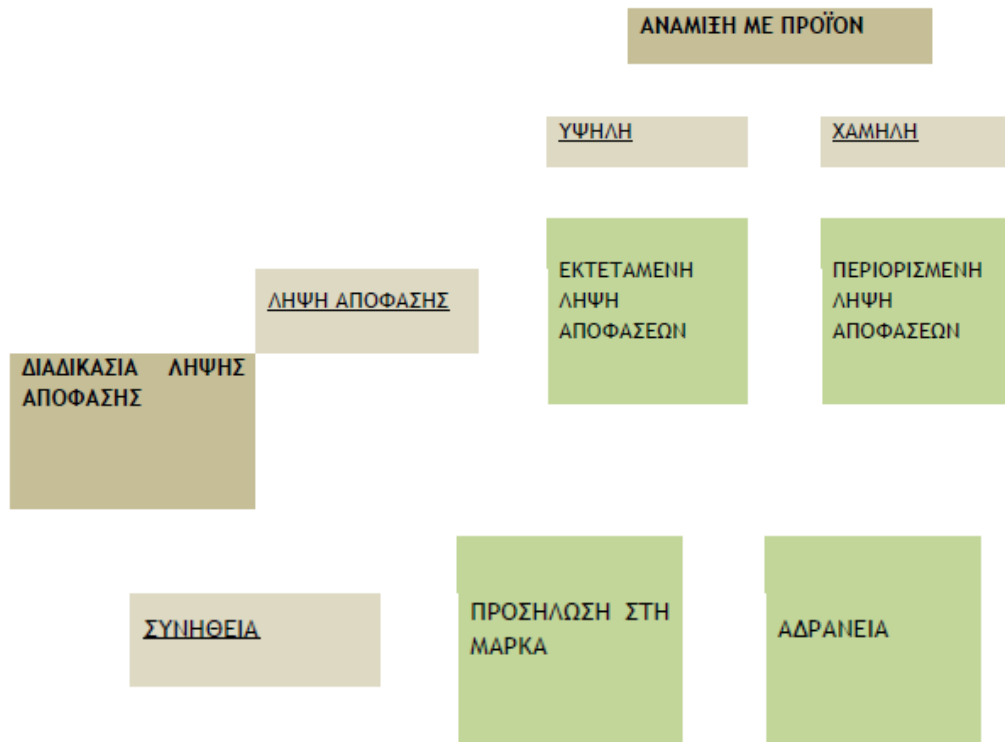 ΑΝΑΜΙΞΗ ΜΕ ΠΡΟΪΟΝ
ΥΨΗΛΗ
ΧΑΜΗΛΗ
ΛΗΨΗ ΑΠΟΦΑΣΗΣ
ΕΚΤΕΤΑΜΕΝΗ
ΛΗΨΗ
ΑΠΟΦΑΣΕΩΝ
ΠΕΡΙΟΡΙΣΜΕΝΗ
ΛΗΨΗ
ΑΠΟΦΑΣΕΩΝ
ΔΙΑΔΙΚΑΣΙΑ ΛΗΨΗΣ
ΑΠΟΦΑΣΗΣ
ΣΥΝΗΘΕΙΑ
ΠΡΟΣΗΛΩΣΗ ΣΤΗ
ΜΑΡΚΑ
ΑΔΡΑΝΕΙΑ